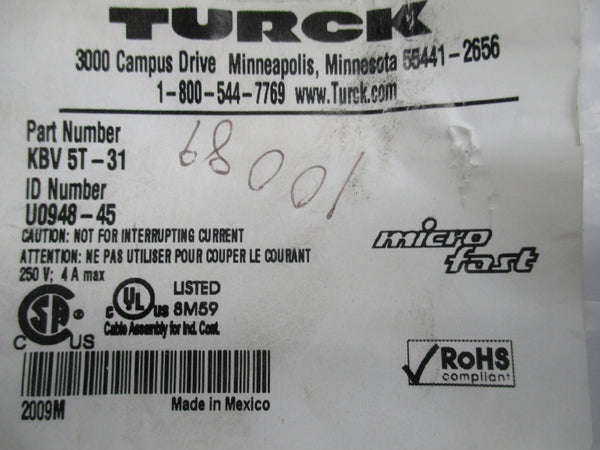 TURCK
3000 Campus Drive Minneapolis, Minnesota 55441-2656
1-800-544-7769 www.Turck.com
Part Number
KBV 5T-31
68001
ID Number
U0948-45
CAUTION: NOT FOR INTERRUPTING CURRENT
ATTENTION: NE PAS UTILISER POUR COUPER LE COURANT
250 V; 4 A max
micro fast
CSA ® C US
c UL us LISTED
8M59
Cable Assembly for Ind. Cont.
RoHS
compliant
2009M Made in Mexico